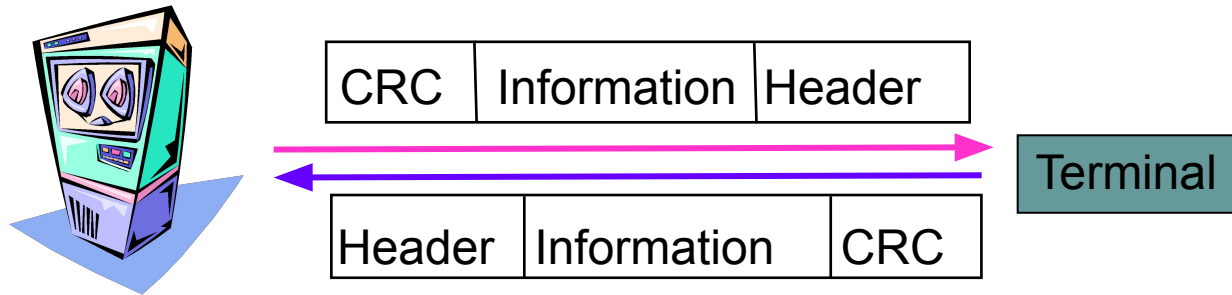 CRC Information Header
Terminal
Header Information CRC